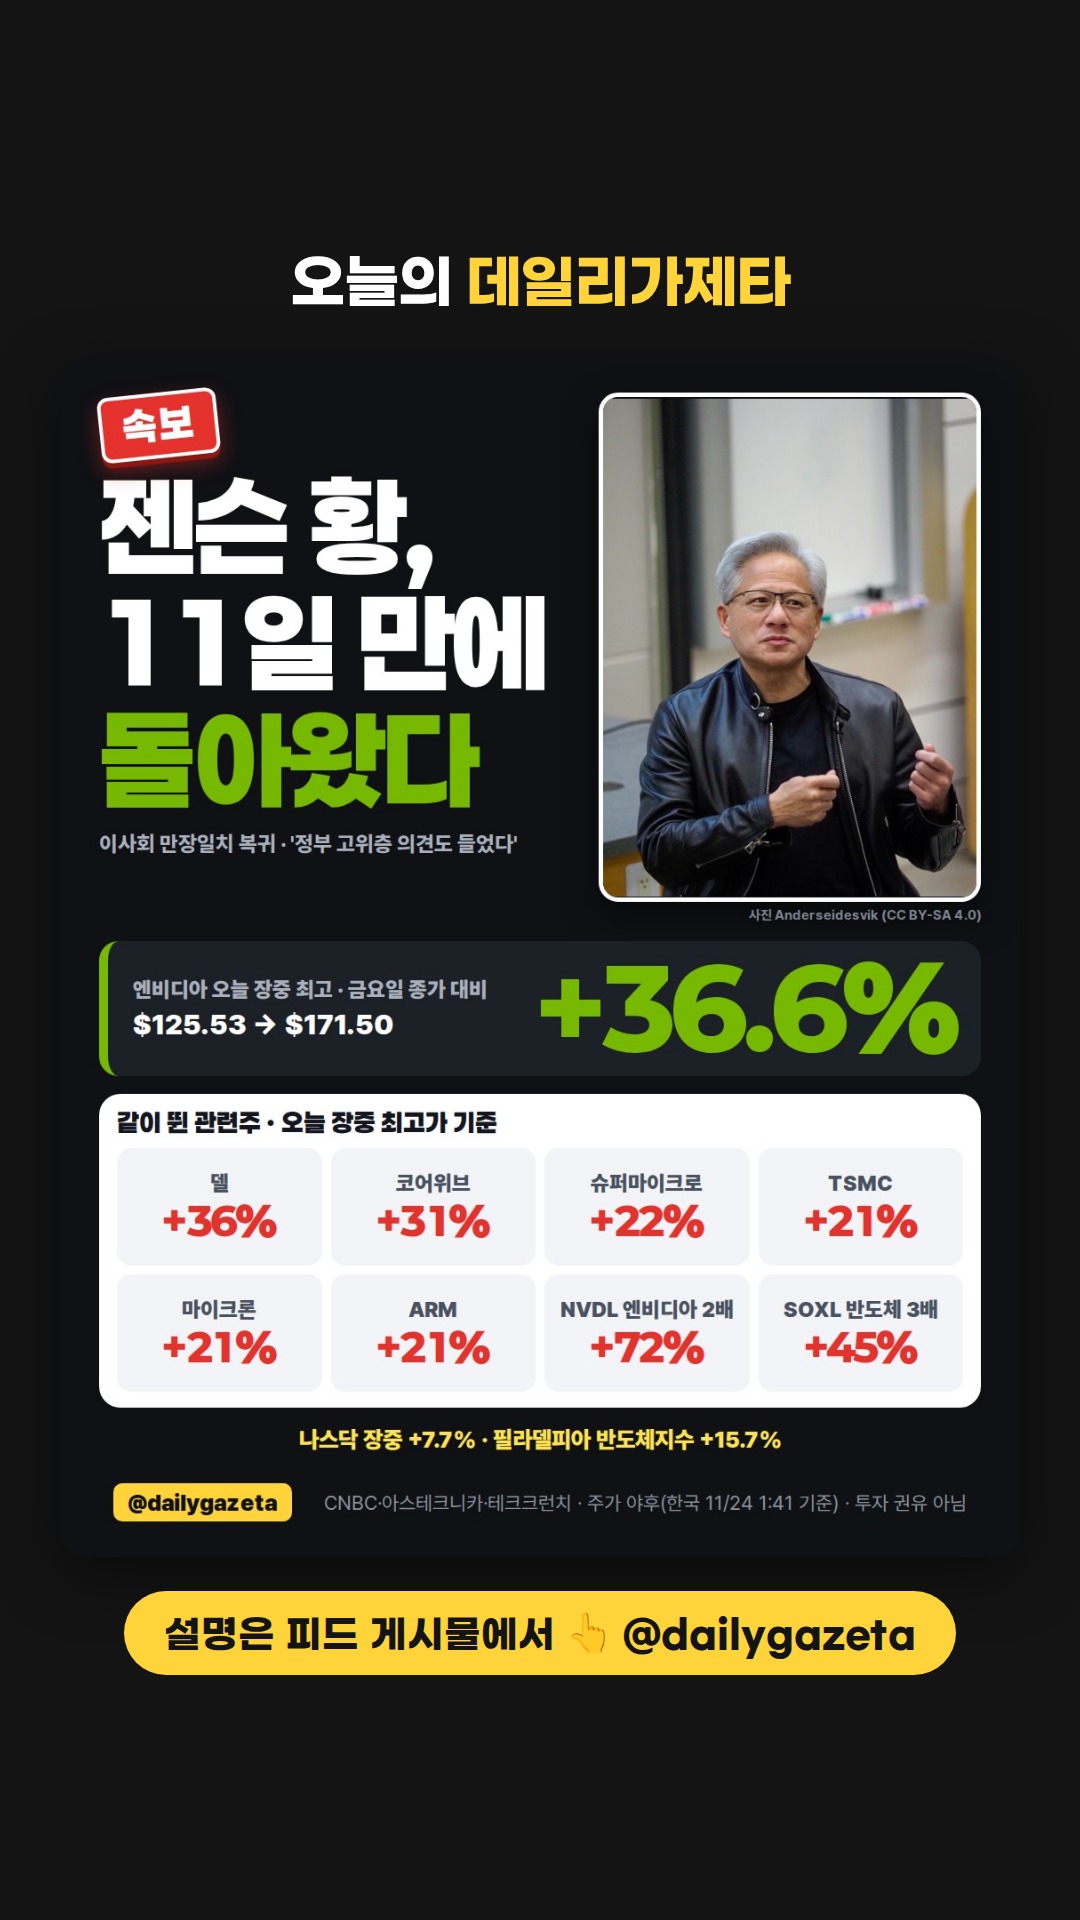 오늘의 데일리가제타
속보
젠슨 황,
11일 만에
돌아왔다
이사회 만장일치 복귀 · '정부 고위층 의견도 들었다'
사진 Anderseidesvik (CC BY-SA 4.0)
엔비디아 오늘 장중 최고 · 금요일 종가 대비
$125.53 → $171.50
+36.6%
같이 뛴 관련주 · 오늘 장중 최고가 기준
델
+36%
코어위브
+31%
슈퍼마이크로
+22%
TSMC
+21%
마이크론
+21%
ARM
+21%
NVDL 엔비디아 2배
+72%
SOXL 반도체 3배
+45%
나스닥 장중 +7.7% · 필라델피아 반도체지수 +15.7%
@dailygazeta
CNBC·아스테크니카·테크크런치 · 주가 야후(한국 11/24 1:41 기준) · 투자 권유 아님
설명은 피드 게시물에서 👆 @dailygazeta